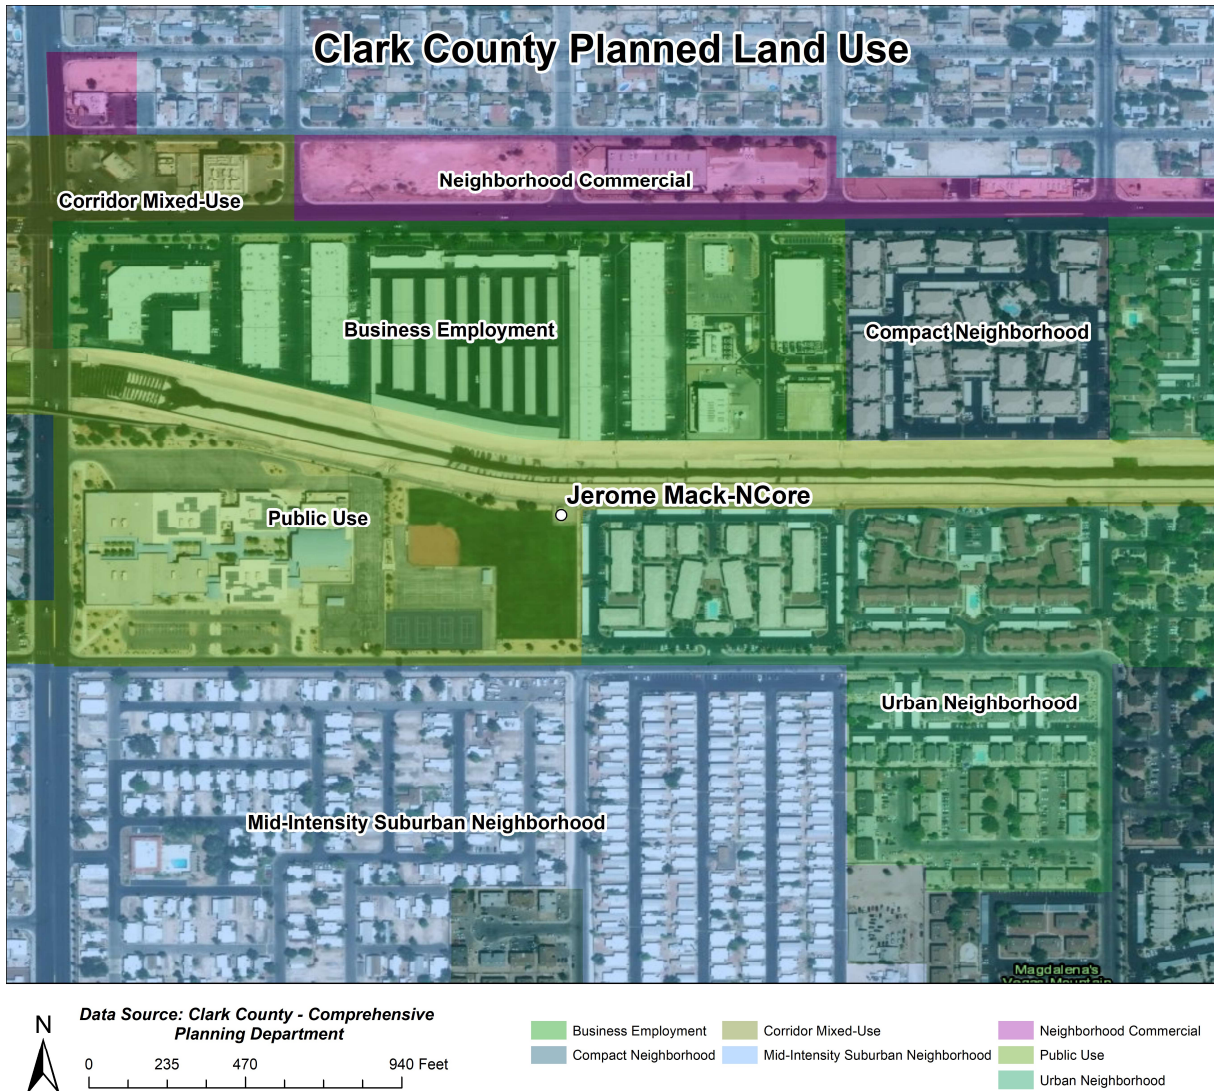 Clark County Planned Land Use
Neighborhood Commercial
Corridor Mixed-Use
Business Employment
Compact Neighborhood
Jerome Mack-NCore
Public Use
Urban Neighborhood
Mid-Intensity Suburban Neighborhood
Magdalena's
Vegas Mountain
N
Data Source: Clark County - Comprehensive
Planning Department
0 235 470 940 Feet
Business Employment
Compact Neighborhood
Corridor Mixed-Use
Mid-Intensity Suburban Neighborhood
Neighborhood Commercial
Public Use
Urban Neighborhood